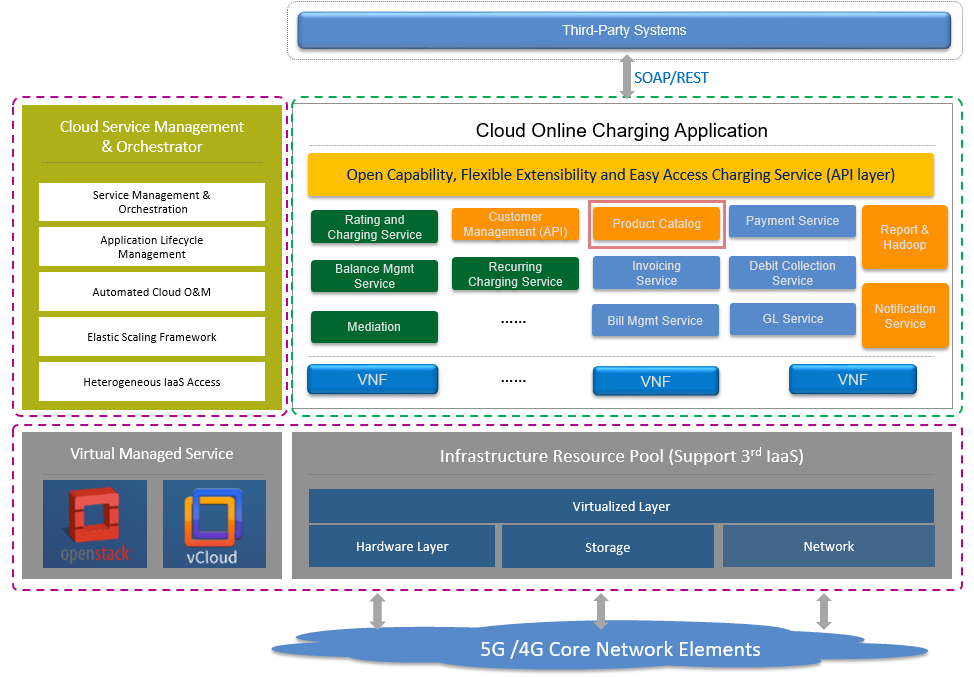 Third-Party Systems
SOAP/REST
Cloud Service Management
& Orchestrator
Service Management &
Orchestration
Application Lifecycle
Management
Automated Cloud O&M
Elastic Scaling Framework
Heterogeneous IaaS Access
Cloud Online Charging Application
Open Capability, Flexible Extensibility and Easy Access Charging Service (API layer)
Rating and
Charging Service
Customer
Management (API)
Product Catalog
Payment Service
Report &
Hadoop
Balance Mgmt
Service
Recurring
Charging Service
Invoicing
Service
Debit Collection
Service
Mediation
......
Bill Mgmt Service
GL Service
Notification
Service
VNF
......
VNF
VNF
Virtual Managed Service
openstack
vCloud
Infrastructure Resource Pool (Support 3rd IaaS)
Virtualized Layer
Hardware Layer
Storage
Network
5G /4G Core Network Elements